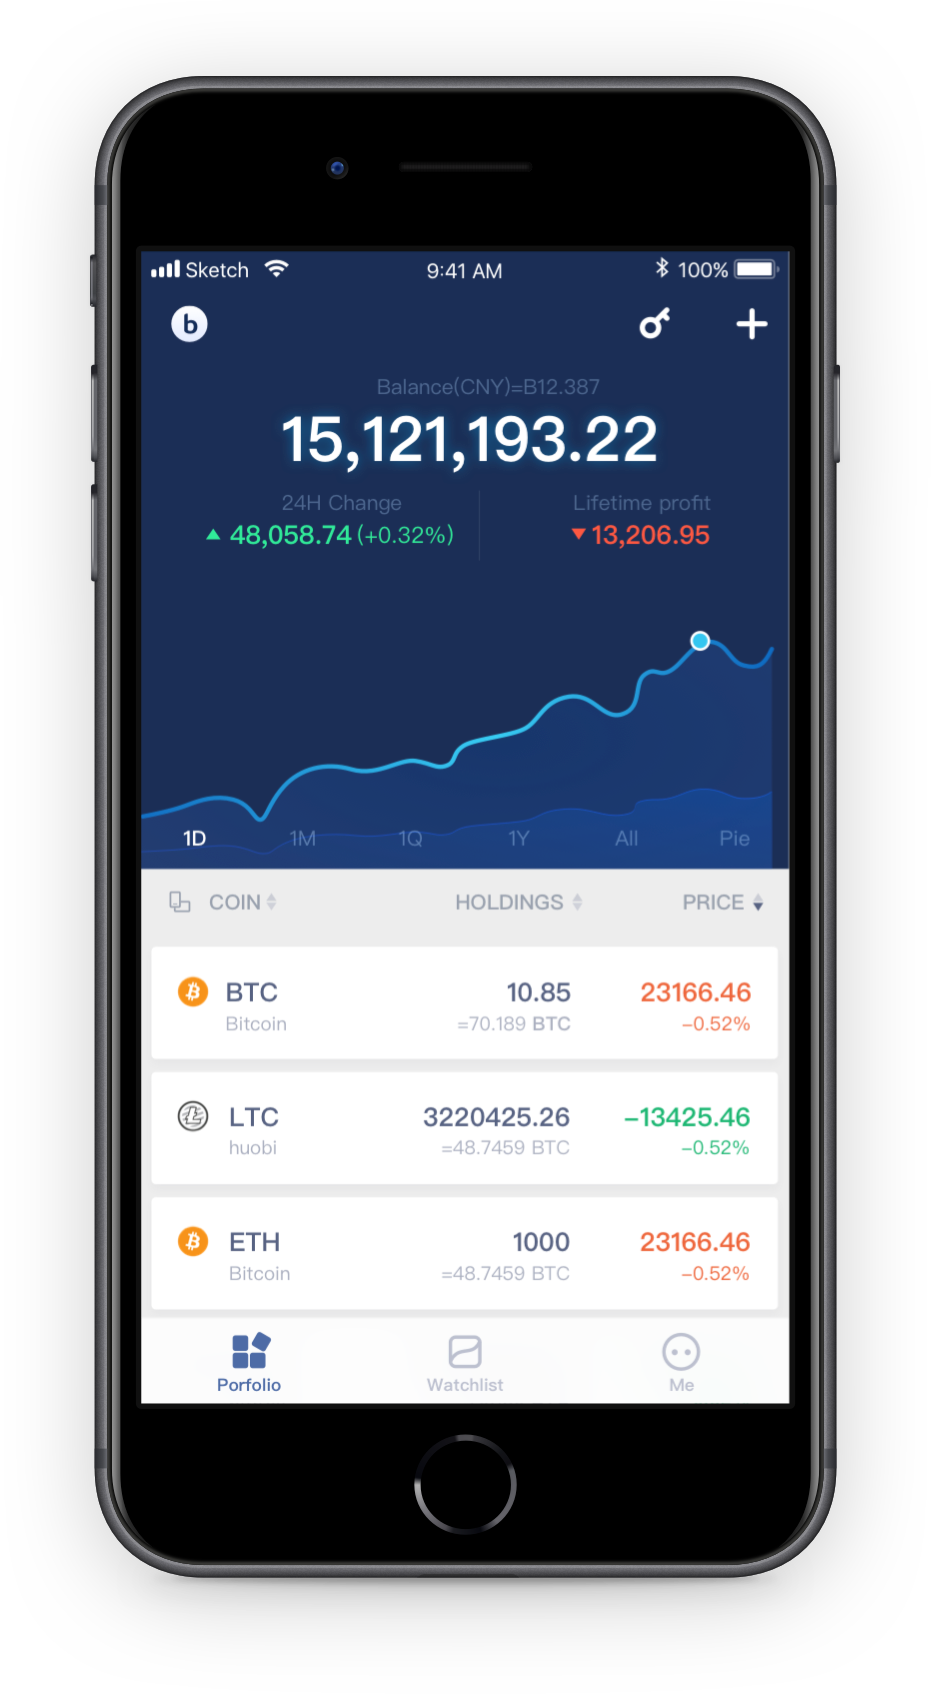 Sketch 9:41 AM 100%
b
Balance(CNY)=B12.387
15,121,193.22
24H Change Lifetime profit
▲ 48,058.74 (+0.32%) ▼ 13,206.95
1D 1M 1Q 1Y All Pie
COIN HOLDINGS PRICE
BTC 10.85 23166.46
Bitcoin =70.189 BTC −0.52%
LTC 3220425.26 −13425.46
huobi =48.7459 BTC −0.52%
ETH 1000 23166.46
Bitcoin =48.7459 BTC −0.52%
Porfolio Watchlist Me